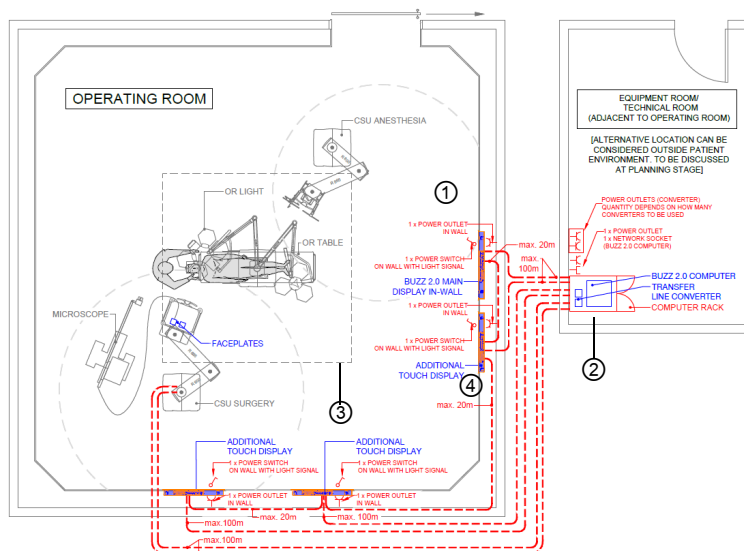 OPERATING ROOM
CSU ANESTHESIA
OR LIGHT
OR TABLE
MICROSCOPE
FACEPLATES
CSU SURGERY
1
1 x POWER OUTLET
IN WALL
max. 20m
1 x POWER SWITCH
ON WALL WITH LIGHT SIGNAL
max.
100m
BUZZ 2.0 MAIN
DISPLAY IN-WALL
1 x POWER OUTLET
IN WALL
1 x POWER SWITCH
ON WALL WITH LIGHT SIGNAL
ADDITIONAL
TOUCH DISPLAY
4
max. 20m
3
EQUIPMENT ROOM/
TECHNICAL ROOM
(ADJACENT TO OPERATING ROOM)
[ALTERNATIVE LOCATION CAN BE
CONSIDERED OUTSIDE PATIENT
ENVIRONMENT. TO BE DISCUSSED
AT PLANNING STAGE]
POWER OUTLETS (CONVERTER)
QUANTITY DEPENDS ON HOW MANY
CONVERTERS TO BE USED
1 x POWER OUTLET
1 x NETWORK SOCKET
(BUZZ 2.0 COMPUTER)
BUZZ 2.0 COMPUTER
TRANSFER
LINE CONVERTER
COMPUTER RACK
2
ADDITIONAL
TOUCH DISPLAY
1 x POWER SWITCH
ON WALL WITH LIGHT SIGNAL
1 x POWER OUTLET
IN WALL
ADDITIONAL
TOUCH DISPLAY
1 x POWER SWITCH
ON WALL WITH LIGHT SIGNAL
1 x POWER OUTLET
IN WALL
max.100m
max. 20m
max. 100m
max.100m